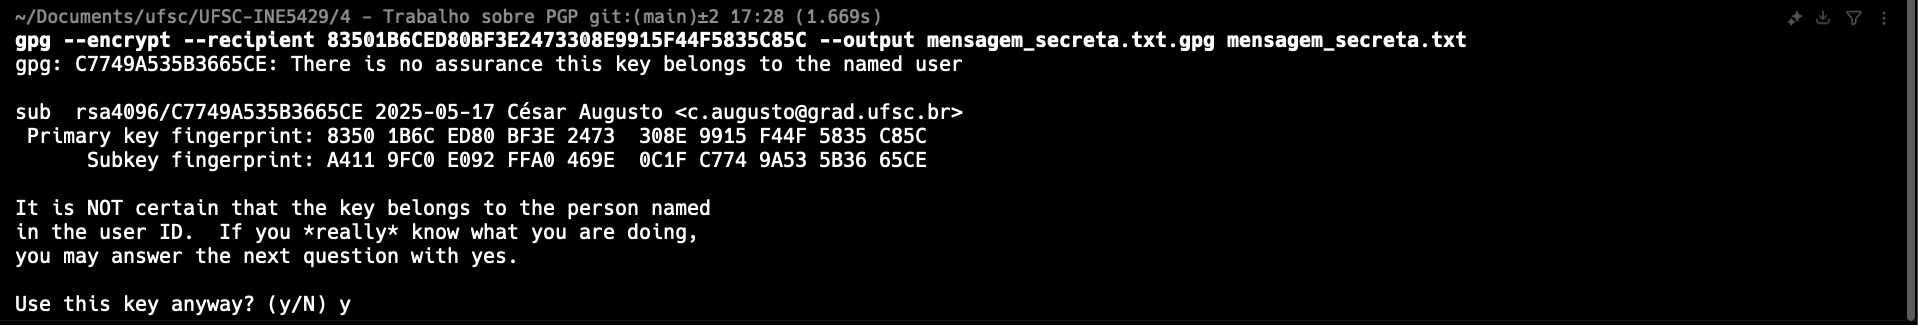 ~/Documents/ufsc/UFSC-INE5429/4 - Trabalho sobre PGP git:(main)±2 17:28 (1.669s)
gpg --encrypt --recipient 83501B6CED80BF3E2473308E9915F44F5835C85C --output mensagem_secreta.txt.gpg mensagem_secreta.txt
gpg: C7749A535B3665CE: There is no assurance this key belongs to the named user
sub  rsa4096/C7749A535B3665CE 2025-05-17 César Augusto <c.augusto@grad.ufsc.br>
 Primary key fingerprint: 8350 1B6C ED80 BF3E 2473  308E 9915 F44F 5835 C85C
      Subkey fingerprint: A411 9FC0 E092 FFA0 469E  0C1F C774 9A53 5B36 65CE
It is NOT certain that the key belongs to the person named
in the user ID.  If you *really* know what you are doing,
you may answer the next question with yes.
Use this key anyway? (y/N) y